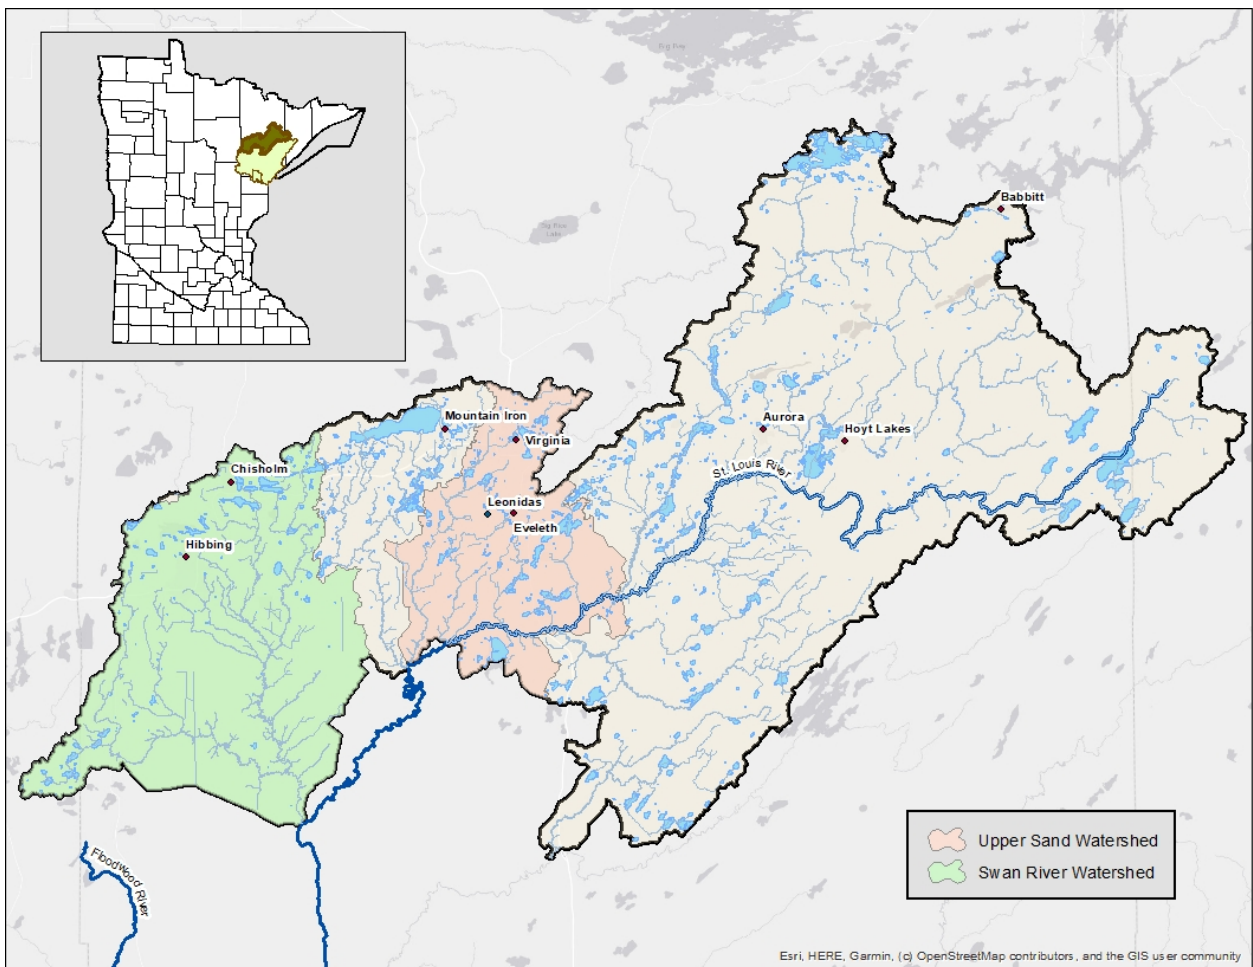 Babbitt
Mountain Iron
Virginia
Aurora
Hoyt Lakes
Chisholm
St. Louis River
Leonidas
Eveleth
Hibbing
Floodwood River
Upper Sand Watershed
Swan River Watershed
Esri, HERE, Garmin, (c) OpenStreetMap contributors, and the GIS user community